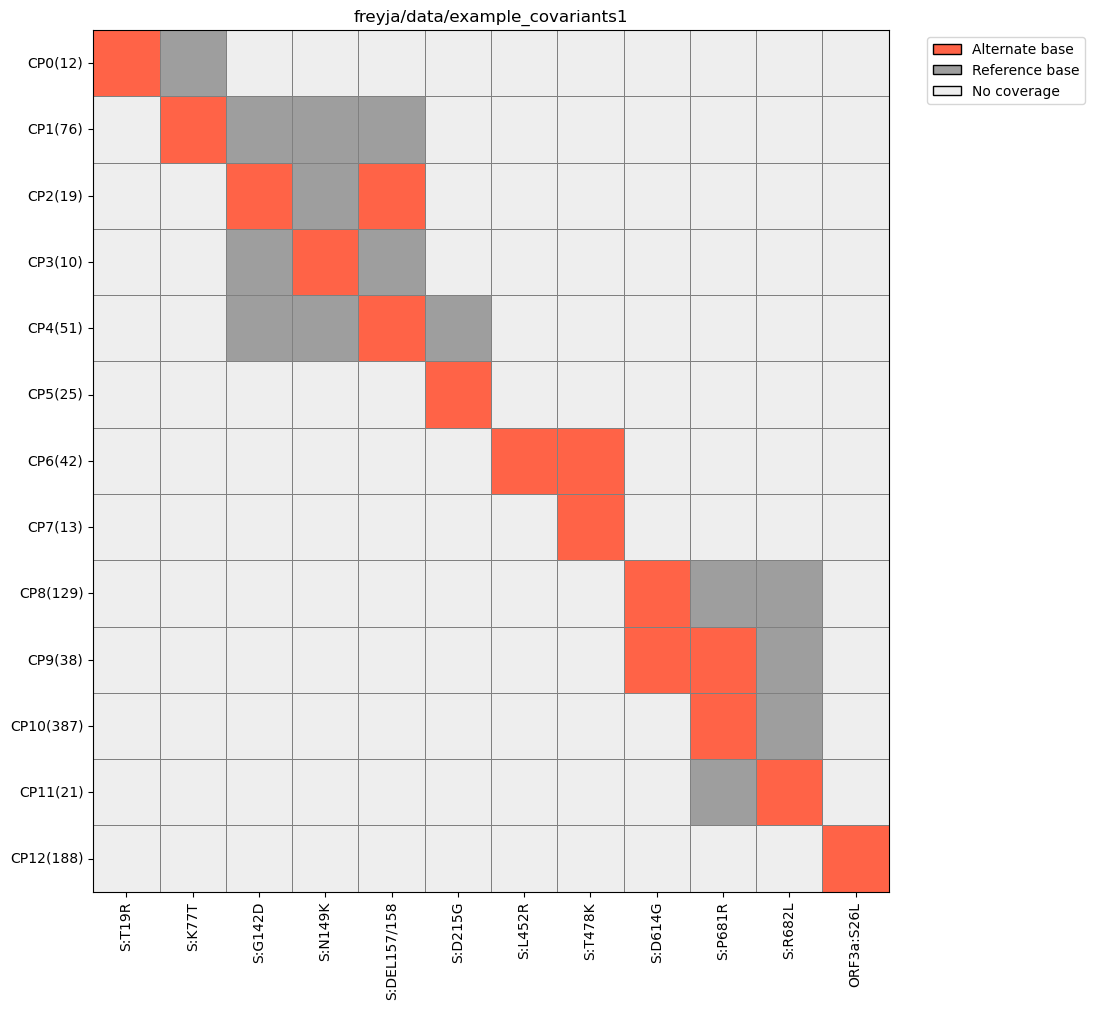 freyja/data/example_covariants1
Alternate base
Reference base
No coverage
CP0(12)
CP1(76)
CP2(19)
CP3(10)
CP4(51)
CP5(25)
CP6(42)
CP7(13)
CP8(129)
CP9(38)
CP10(387)
CP11(21)
CP12(188)
S:T19R
S:K77T
S:G142D
S:N149K
S:DEL157/158
S:D215G
S:L452R
S:T478K
S:D614G
S:P681R
S:R682L
ORF3a:S26L